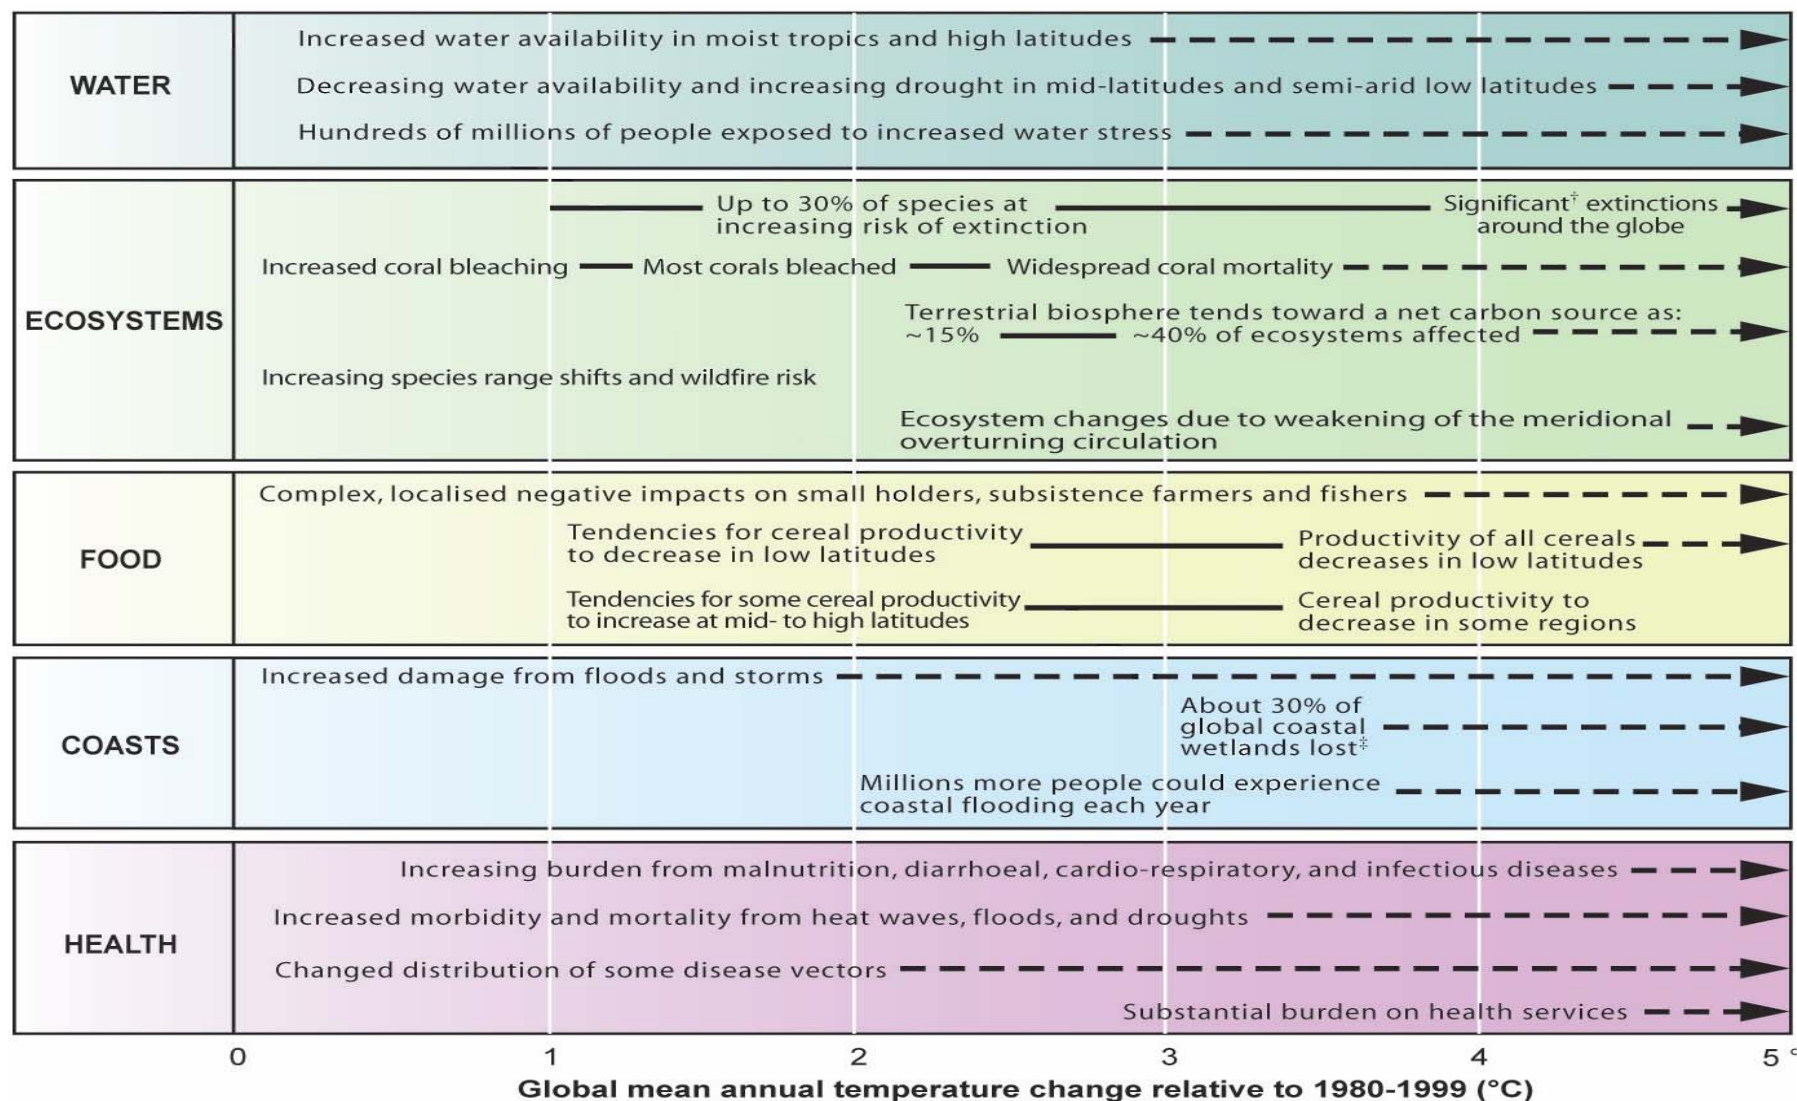 WATER
Increased water availability in moist tropics and high latitudes
Decreasing water availability and increasing drought in mid-latitudes and semi-arid low latitudes
Hundreds of millions of people exposed to increased water stress
ECOSYSTEMS
Up to 30% of species at
increasing risk of extinction
Significant† extinctions
around the globe
Increased coral bleaching
Most corals bleached
Widespread coral mortality
Terrestrial biosphere tends toward a net carbon source as:
~15%
~40% of ecosystems affected
Increasing species range shifts and wildfire risk
Ecosystem changes due to weakening of the meridional
overturning circulation
FOOD
Complex, localised negative impacts on small holders, subsistence farmers and fishers
Tendencies for cereal productivity
to decrease in low latitudes
Productivity of all cereals
decreases in low latitudes
Tendencies for some cereal productivity
to increase at mid- to high latitudes
Cereal productivity to
decrease in some regions
COASTS
Increased damage from floods and storms
About 30% of
global coastal
wetlands lost‡
Millions more people could experience
coastal flooding each year
HEALTH
Increasing burden from malnutrition, diarrhoeal, cardio-respiratory, and infectious diseases
Increased morbidity and mortality from heat waves, floods, and droughts
Changed distribution of some disease vectors
Substantial burden on health services
0 1 2 3 4 5 °
Global mean annual temperature change relative to 1980-1999 (°C)